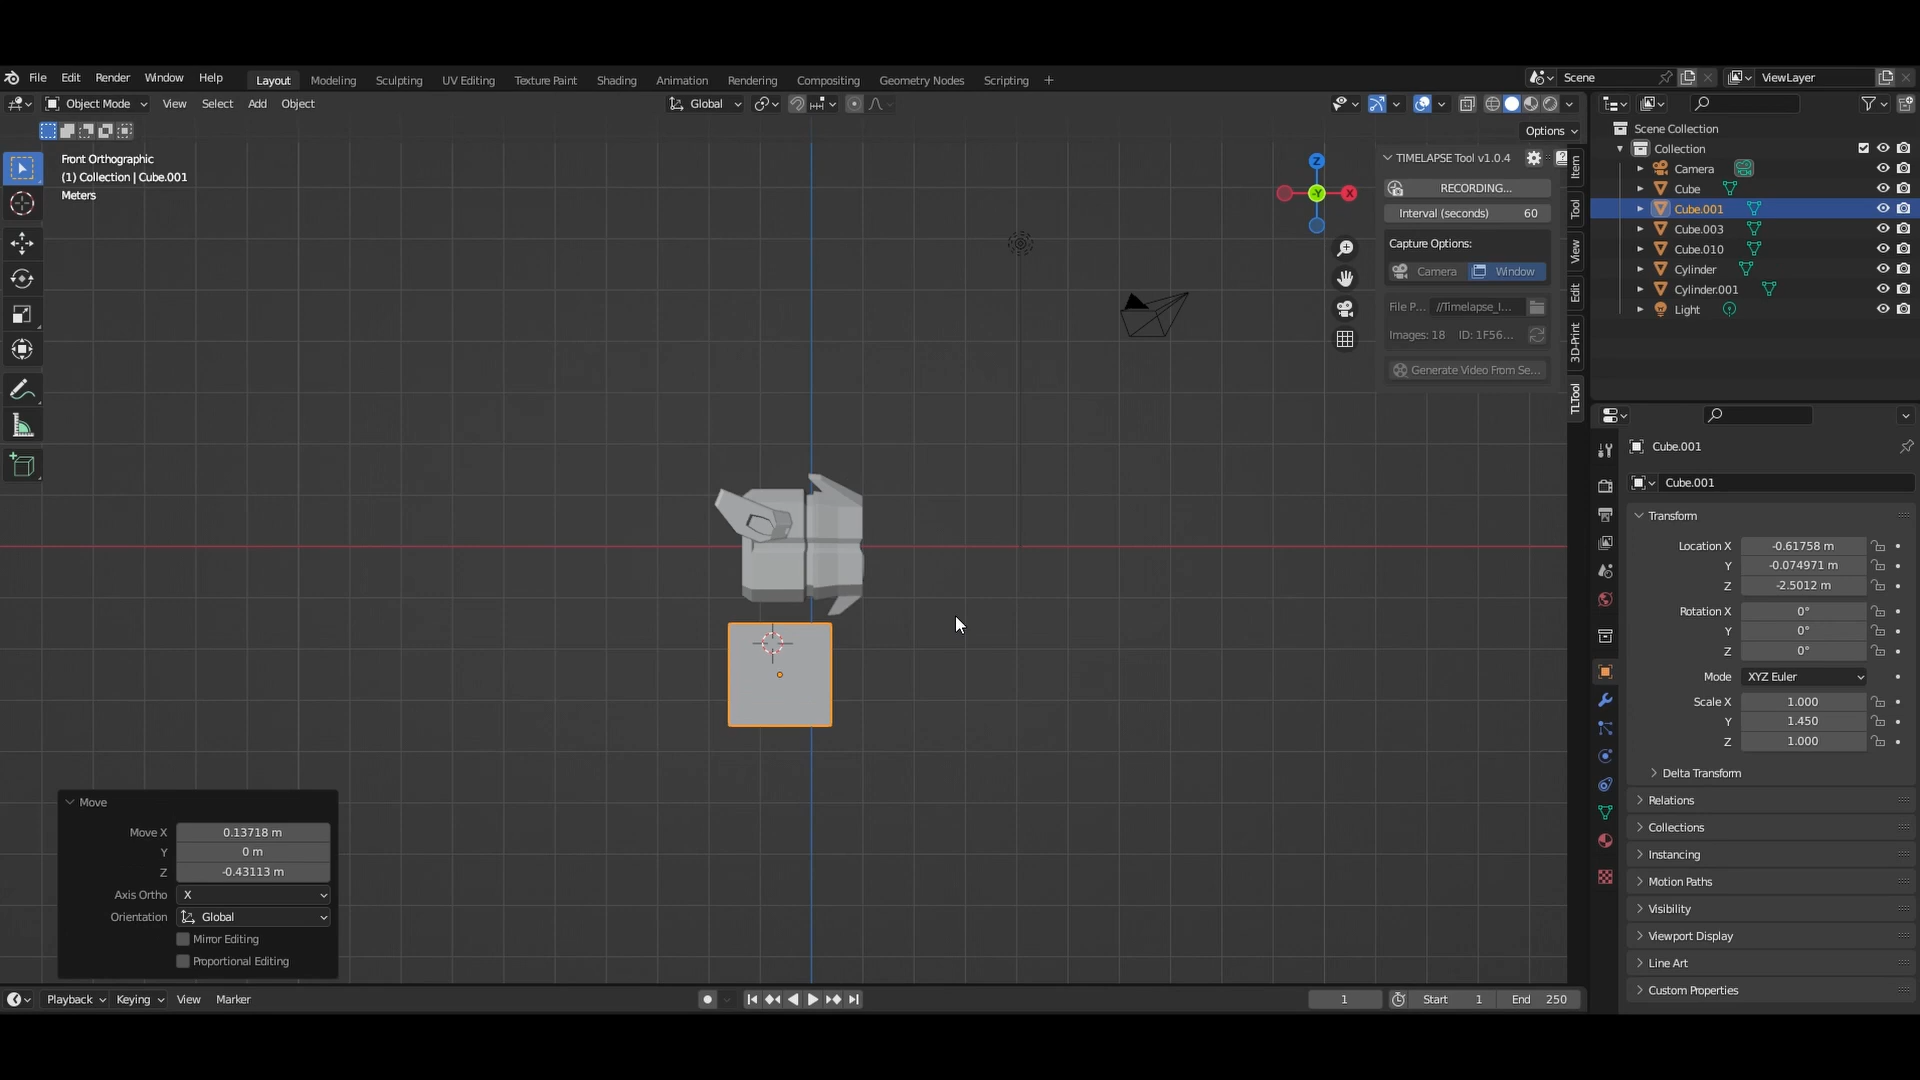 File Edit Render Window Help Layout Modeling Sculpting UV Editing Texture Paint Shading Animation Rendering Compositing Geometry Nodes Scripting + Scene ViewLayer
Object Mode View Select Add Object Global
Options
Front Orthographic
(1) Collection | Cube.001
Meters
Z
X
-Y
TIMELAPSE Tool v1.0.4
RECORDING...
Interval (seconds) 60
Capture Options:
Camera Window
File P... //Timelapse_I...
Images: 18 ID: 1F56...
Generate Video From Se...
Item
Tool
View
Edit
3D-Print
TLTool
Scene Collection
Collection
Camera
Cube
Cube.001
Cube.003
Cube.010
Cylinder
Cylinder.001
Light
Cube.001
Cube.001
Transform
Location X -0.61758 m
Y -0.074971 m
Z -2.5012 m
Rotation X 0°
Y 0°
Z 0°
Mode XYZ Euler
Scale X 1.000
Y 1.450
Z 1.000
Delta Transform
Relations
Collections
Instancing
Motion Paths
Visibility
Viewport Display
Line Art
Custom Properties
Move
Move X 0.13718 m
Y 0 m
Z -0.43113 m
Axis Ortho X
Orientation Global
Mirror Editing
Proportional Editing
Playback Keying View Marker 1 Start 1 End 250